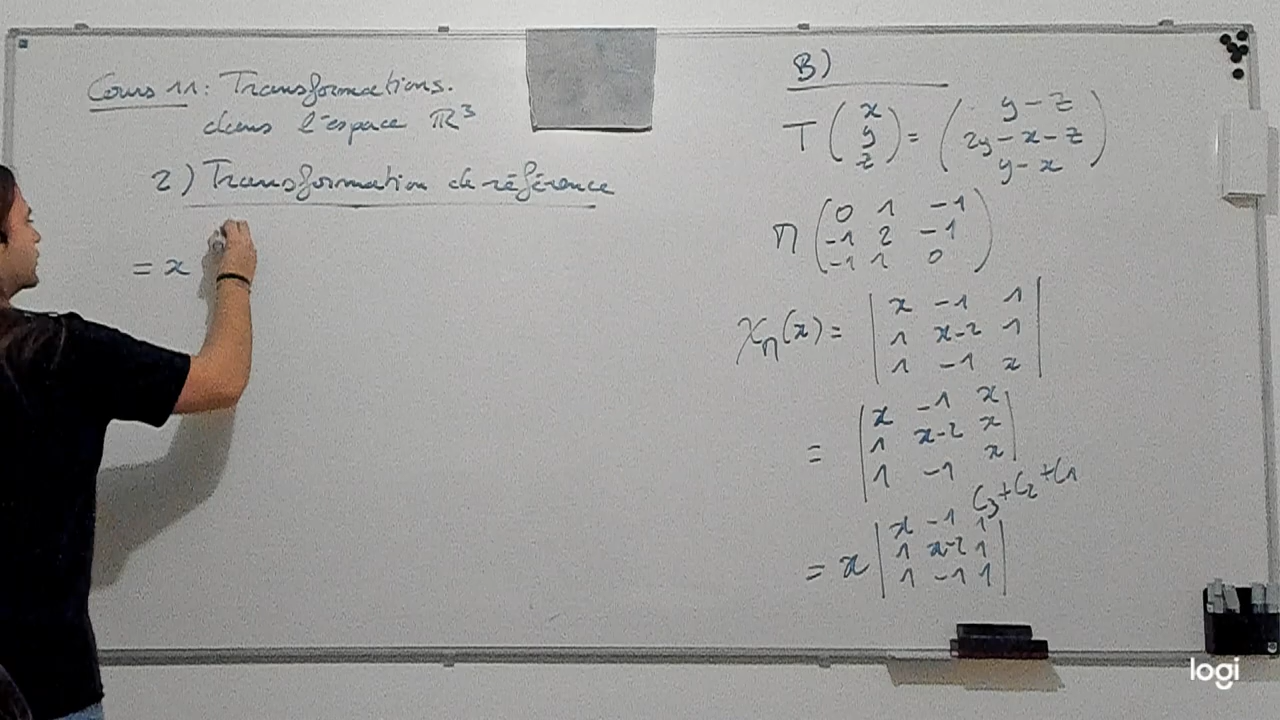 Cours 11: Transformations.
dans l'espace ℝ³
2) Transformation de référence
= x
B)
T ( x y z ) = ( y - z
2y - x - z
y - x )
M ( 0 1 -1
-1 2 -1
-1 1 0 )
χ_M(x) = | x -1 1 |
| 1 x-2 1 |
| 1 -1 x |
= | x -1 x |
| 1 x-2 x |
| 1 -1 x |
C₃+C₂+C₁
= x | x -1 1 |
| 1 x-2 1 |
| 1 -1 1 |
logi